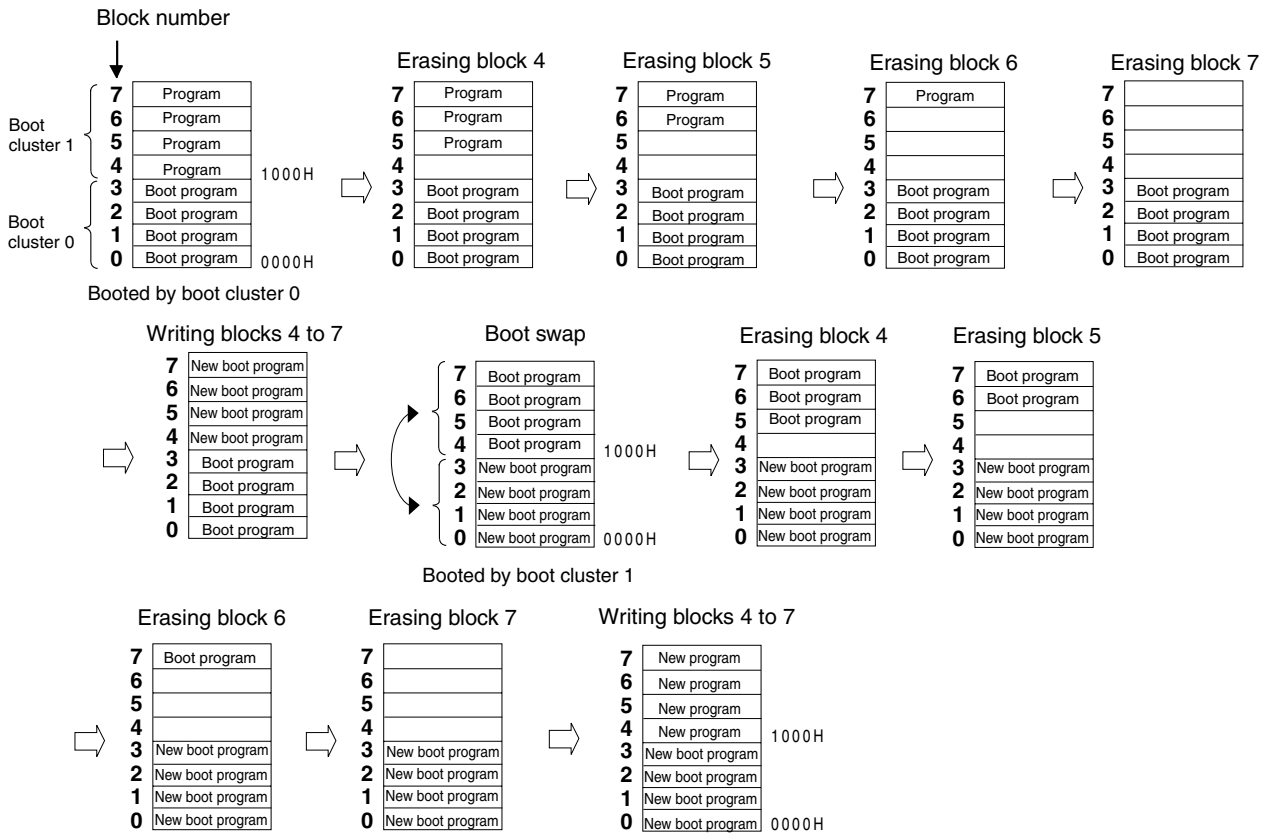 Block number
Erasing block 4
Erasing block 5
Erasing block 6
Erasing block 7
Boot
cluster 1
Boot
cluster 0
7 Program
6 Program
5 Program
4 Program
1000H
3 Boot program
2 Boot program
1 Boot program
0 Boot program 0000H
Booted by boot cluster 0
7 Program
6 Program
5 Program
4
3 Boot program
2 Boot program
1 Boot program
0 Boot program
7 Program
6 Program
5
4
3 Boot program
2 Boot program
1 Boot program
0 Boot program
7 Program
6
5
4
3 Boot program
2 Boot program
1 Boot program
0 Boot program
7
6
5
4
3 Boot program
2 Boot program
1 Boot program
0 Boot program
Writing blocks 4 to 7
7 New boot program
6 New boot program
5 New boot program
4 New boot program
3 Boot program
2 Boot program
1 Boot program
0 Boot program
Boot swap
7 Boot program
6 Boot program
5 Boot program
4 Boot program
1000H
3 New boot program
2 New boot program
1 New boot program
0 New boot program 0000H
Booted by boot cluster 1
Erasing block 4
7 Boot program
6 Boot program
5 Boot program
4
3 New boot program
2 New boot program
1 New boot program
0 New boot program
Erasing block 5
7 Boot program
6 Boot program
5
4
3 New boot program
2 New boot program
1 New boot program
0 New boot program
Erasing block 6
7 Boot program
6
5
4
3 New boot program
2 New boot program
1 New boot program
0 New boot program
Erasing block 7
7
6
5
4
3 New boot program
2 New boot program
1 New boot program
0 New boot program
Writing blocks 4 to 7
7 New program
6 New program
5 New program
4 New program
1000H
3 New boot program
2 New boot program
1 New boot program
0 New boot program 0000H